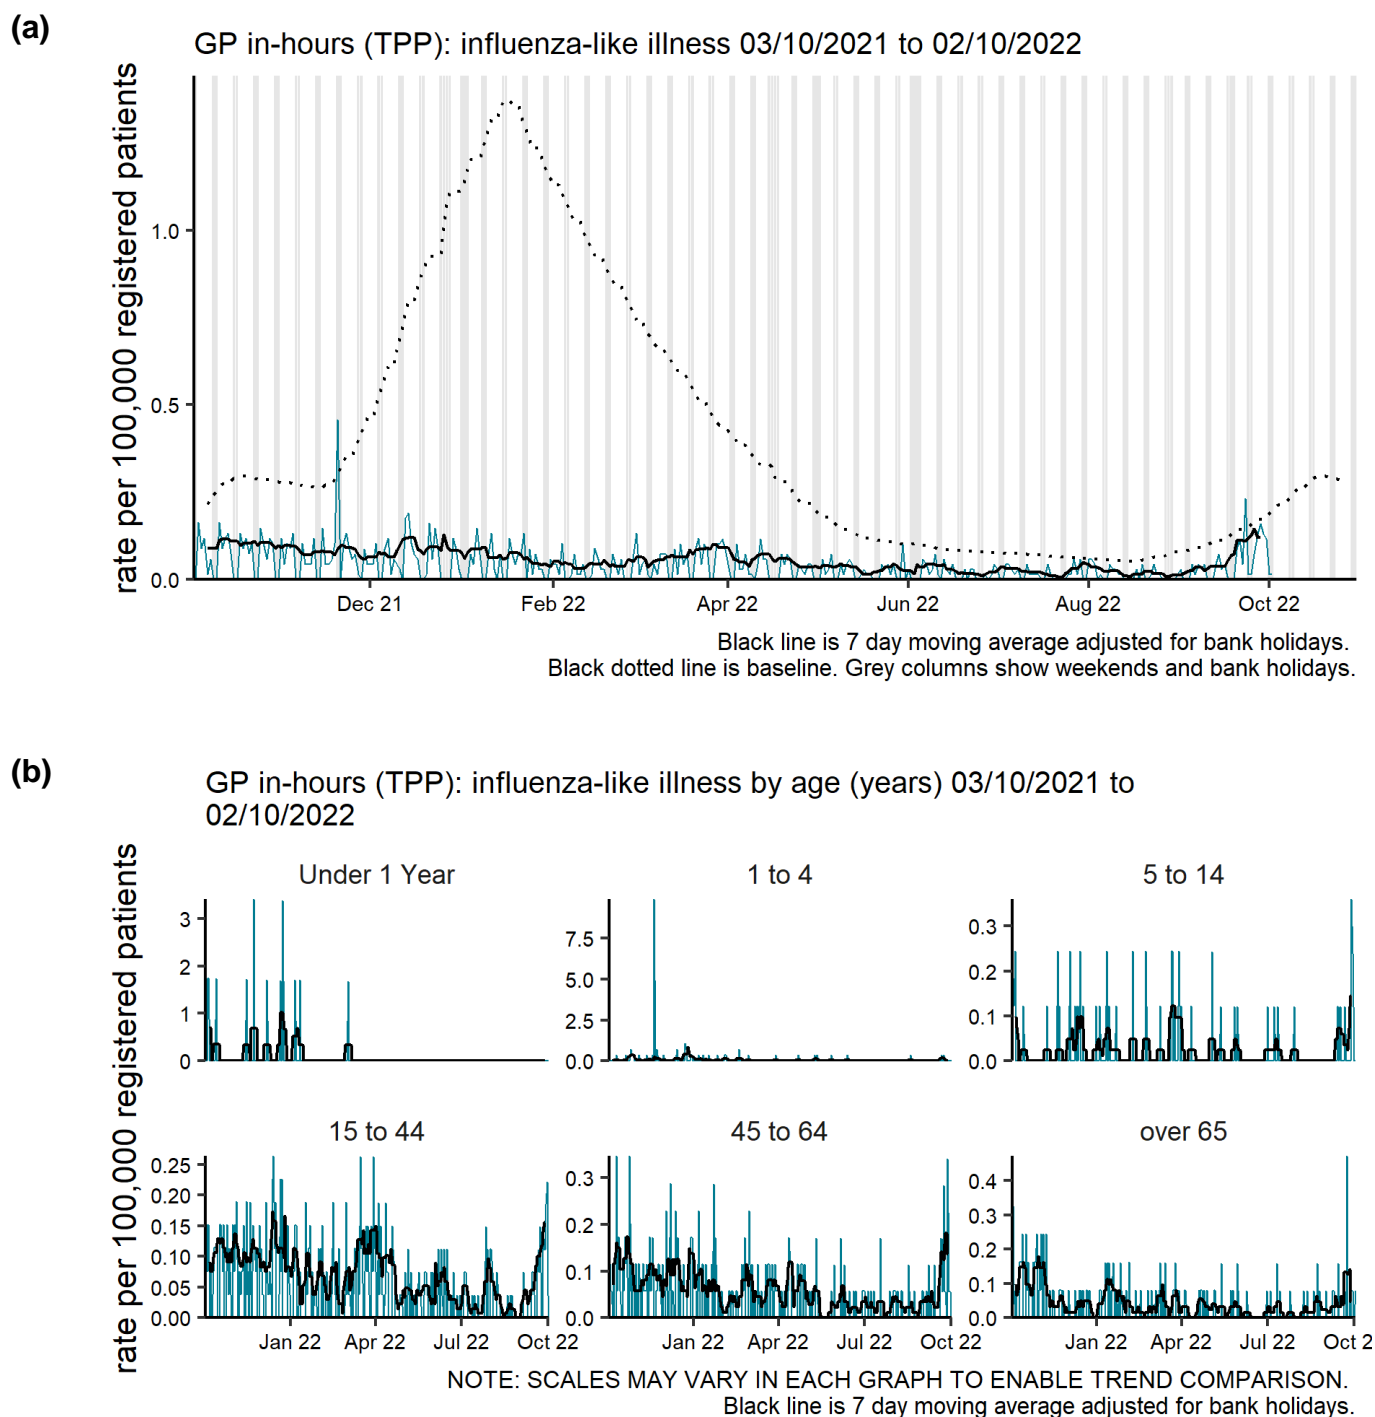 (a)
GP in-hours (TPP): influenza-like illness 03/10/2021 to 02/10/2022
rate per 100,000 registered patients
1.0
0.5
0.0
Dec 21 Feb 22 Apr 22 Jun 22 Aug 22 Oct 22
Black line is 7 day moving average adjusted for bank holidays.
Black dotted line is baseline. Grey columns show weekends and bank holidays.
(b)
GP in-hours (TPP): influenza-like illness by age (years) 03/10/2021 to
02/10/2022
rate per 100,000 registered patients
Under 1 Year
3
2
1
0
1 to 4
7.5
5.0
2.5
0.0
5 to 14
0.3
0.2
0.1
0.0
15 to 44
0.25
0.20
0.15
0.10
0.05
0.00
Jan 22 Apr 22 Jul 22 Oct 22
45 to 64
0.3
0.2
0.1
0.0
Jan 22 Apr 22 Jul 22 Oct 22
over 65
0.4
0.3
0.2
0.1
0.0
Jan 22 Apr 22 Jul 22 Oct 2
NOTE: SCALES MAY VARY IN EACH GRAPH TO ENABLE TREND COMPARISON.
Black line is 7 day moving average adjusted for bank holidays.